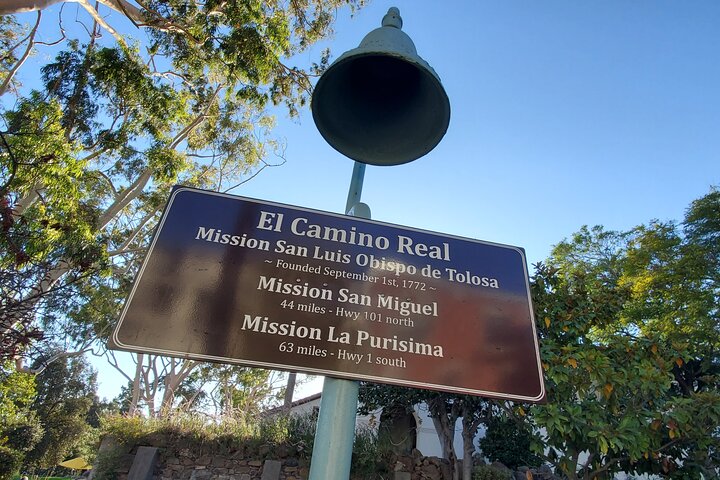 El Camino Real
Mission San Luis Obispo de Tolosa
~ Founded September 1st, 1772 ~
Mission San Miguel
44 miles - Hwy 101 north
Mission La Purisima
63 miles - Hwy 1 south